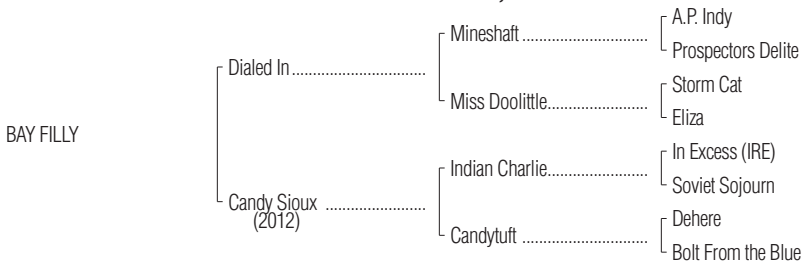 A.P. Indy
Mineshaft ..............................
Prospectors Delite
Dialed In................................
Storm Cat
Miss Doolittle........................
Eliza
BAY FILLY
In Excess (IRE)
Indian Charlie........................
Soviet Sojourn
Candy Sioux ........................
(2012)
Dehere
Candytuft ..............................
Bolt From the Blue